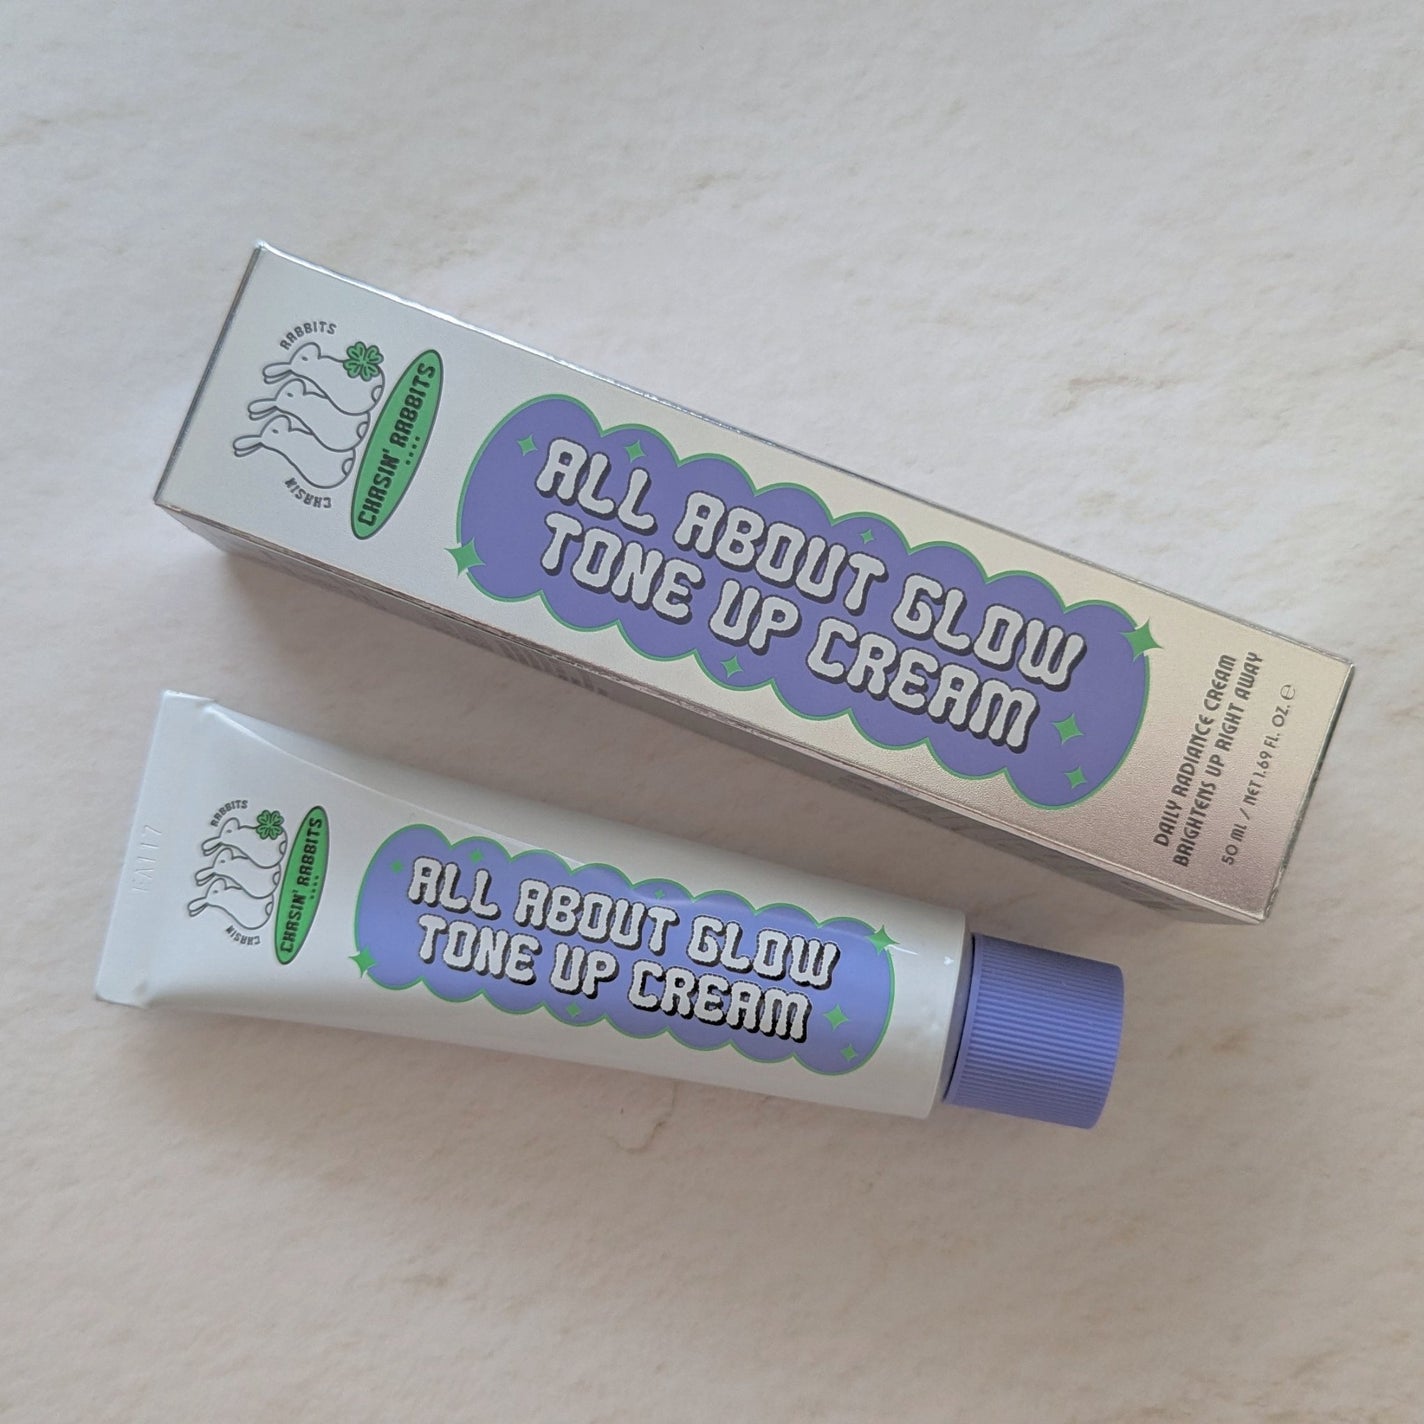 RABBITS
CHASIN'
CHASIN' RABBITS
ALL ABOUT GLOW
TONE UP CREAM
DAILY RADIANCE CREAM
BRIGHTENS UP RIGHT AWAY
50 ML / NET 1.69 FL. OZ. ℮
RABBITS
CHASIN'
CHASIN' RABBITS
ALL ABOUT GLOW
TONE UP CREAM